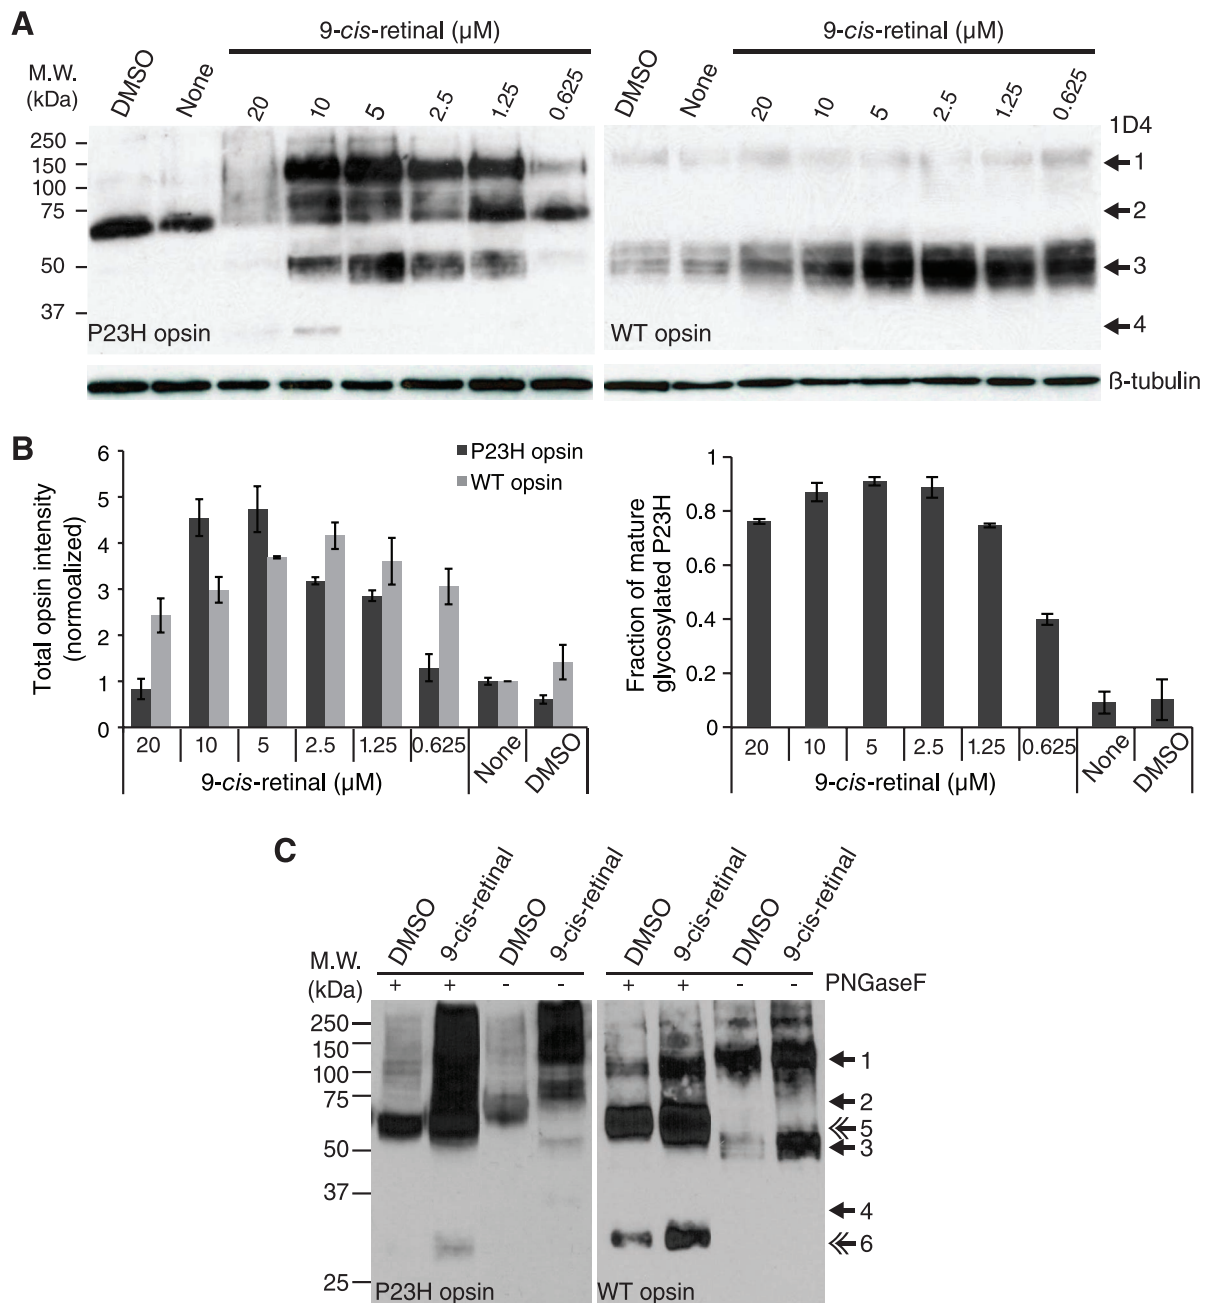 A
9-cis-retinal (µM)
9-cis-retinal (µM)
M.W.
(kDa)
DMSO None 20 10 5 2.5 1.25 0.625
DMSO None 20 10 5 2.5 1.25 0.625
1D4
250
150
100
75
50
37
1
2
3
4
P23H opsin
WT opsin
ß-tubulin
B
Total opsin intensity
(normoalized)
6
5
4
3
2
1
0
P23H opsin
WT opsin
20 10 5 2.5 1.25 0.625 None DMSO
9-cis-retinal (µM)
Fraction of mature
glycosylated P23H
1
0.8
0.6
0.4
0.2
0
20 10 5 2.5 1.25 0.625 None DMSO
9-cis-retinal (µM)
C
DMSO 9-cis-retinal DMSO 9-cis-retinal
DMSO 9-cis-retinal DMSO 9-cis-retinal
M.W.
(kDa)
+ + - -
+ + - -
PNGaseF
250
150
100
75
50
37
25
1
2
5
3
4
6
P23H opsin
WT opsin